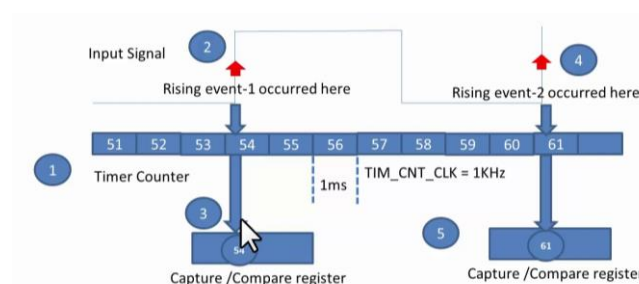 Input Signal
2
4
Rising event-1 occurred here
Rising event-2 occurred here
51 52 53 54 55 56 57 58 59 60 61
1
Timer Counter
1ms
TIM_CNT_CLK = 1KHz
3
5
54
61
Capture /Compare register
Capture /Compare register